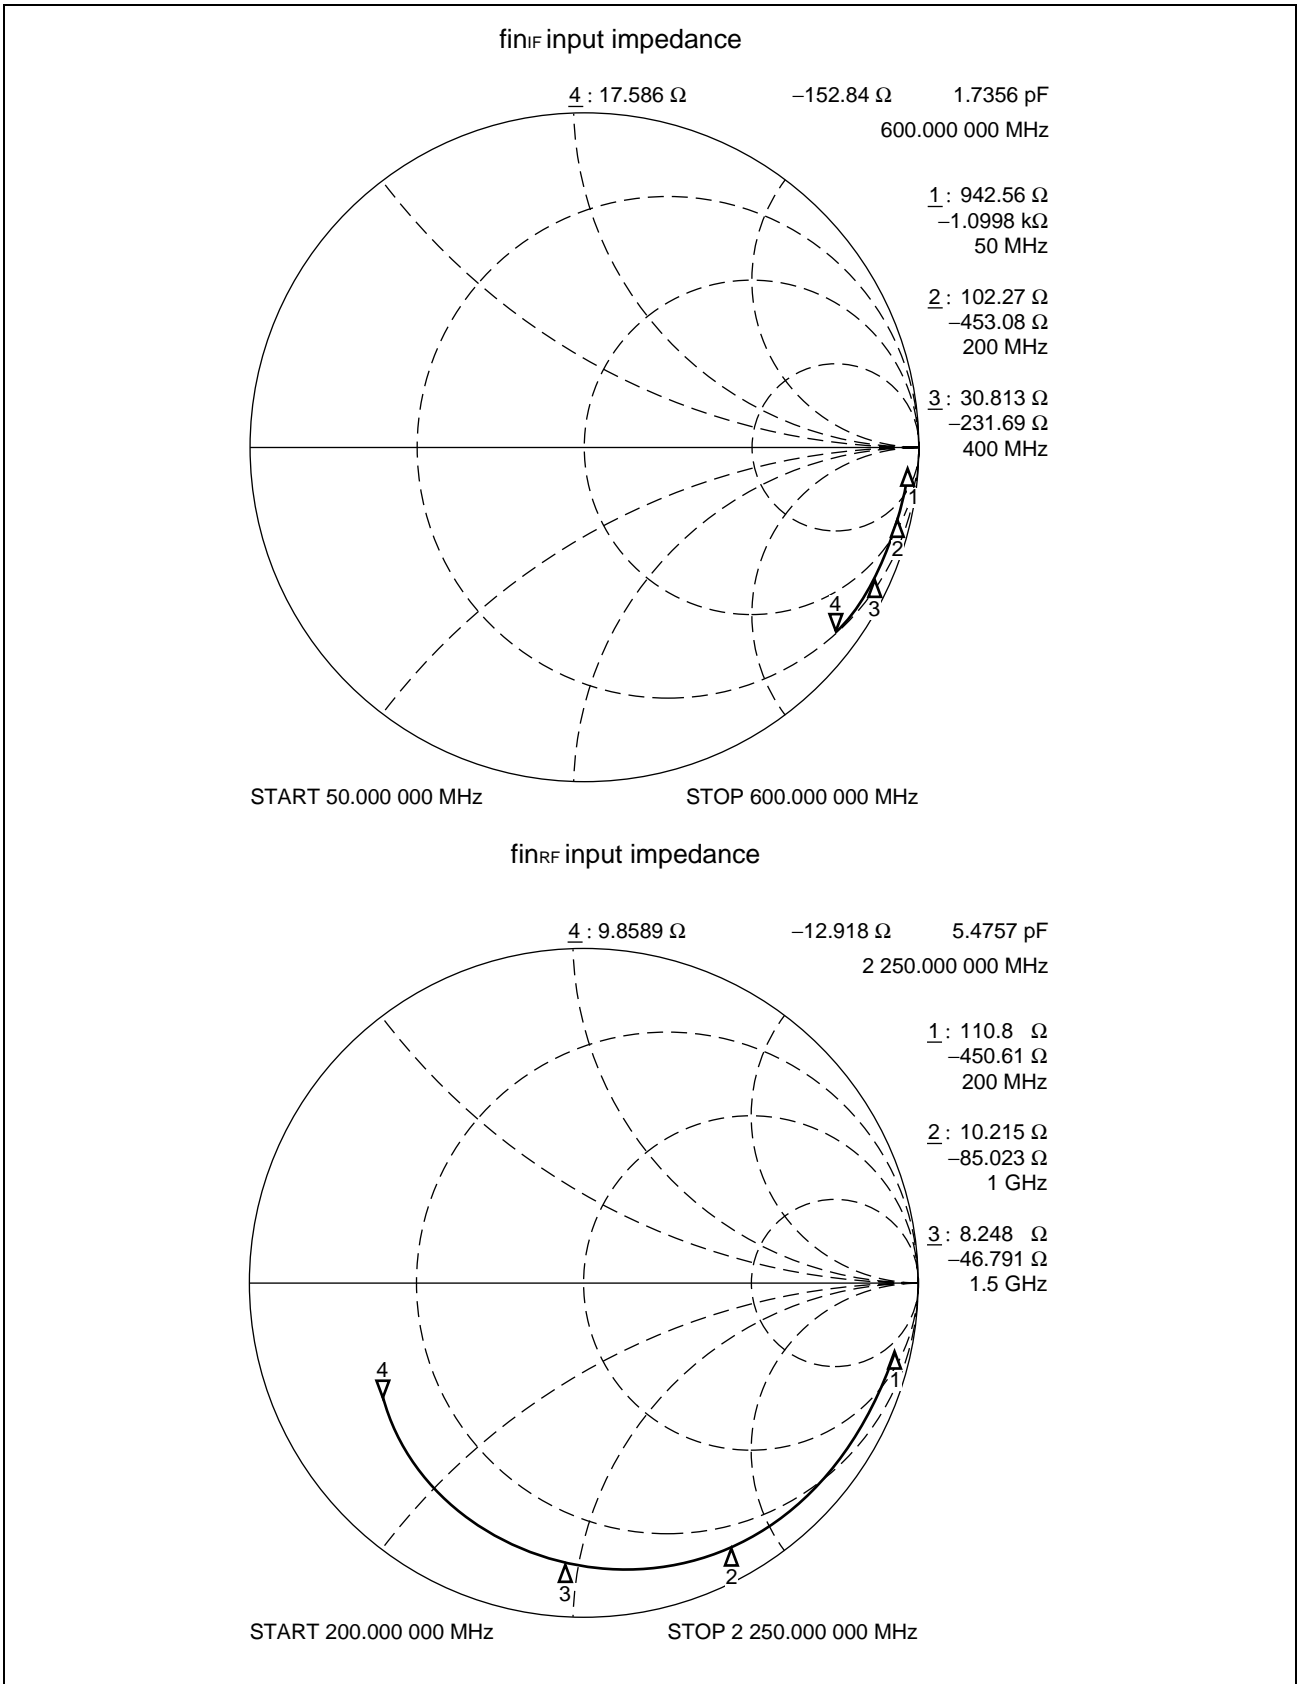 finIF input impedance
4 : 17.586 Ω −152.84 Ω 1.7356 pF
600.000 000 MHz
1 : 942.56 Ω
−1.0998 kΩ
50 MHz
2 : 102.27 Ω
−453.08 Ω
200 MHz
3 : 30.813 Ω
−231.69 Ω
400 MHz
1
2
4
3
START 50.000 000 MHz STOP 600.000 000 MHz
finRF input impedance
4 : 9.8589 Ω −12.918 Ω 5.4757 pF
2 250.000 000 MHz
1 : 110.8 Ω
−450.61 Ω
200 MHz
2 : 10.215 Ω
−85.023 Ω
1 GHz
3 : 8.248 Ω
−46.791 Ω
1.5 GHz
4
1
2
3
START 200.000 000 MHz STOP 2 250.000 000 MHz